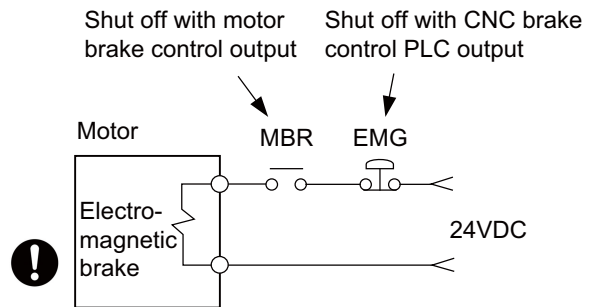 Shut off with motor
brake control output
Shut off with CNC brake
control PLC output
Motor
MBR
EMG
Electro-
magnetic
brake
24VDC